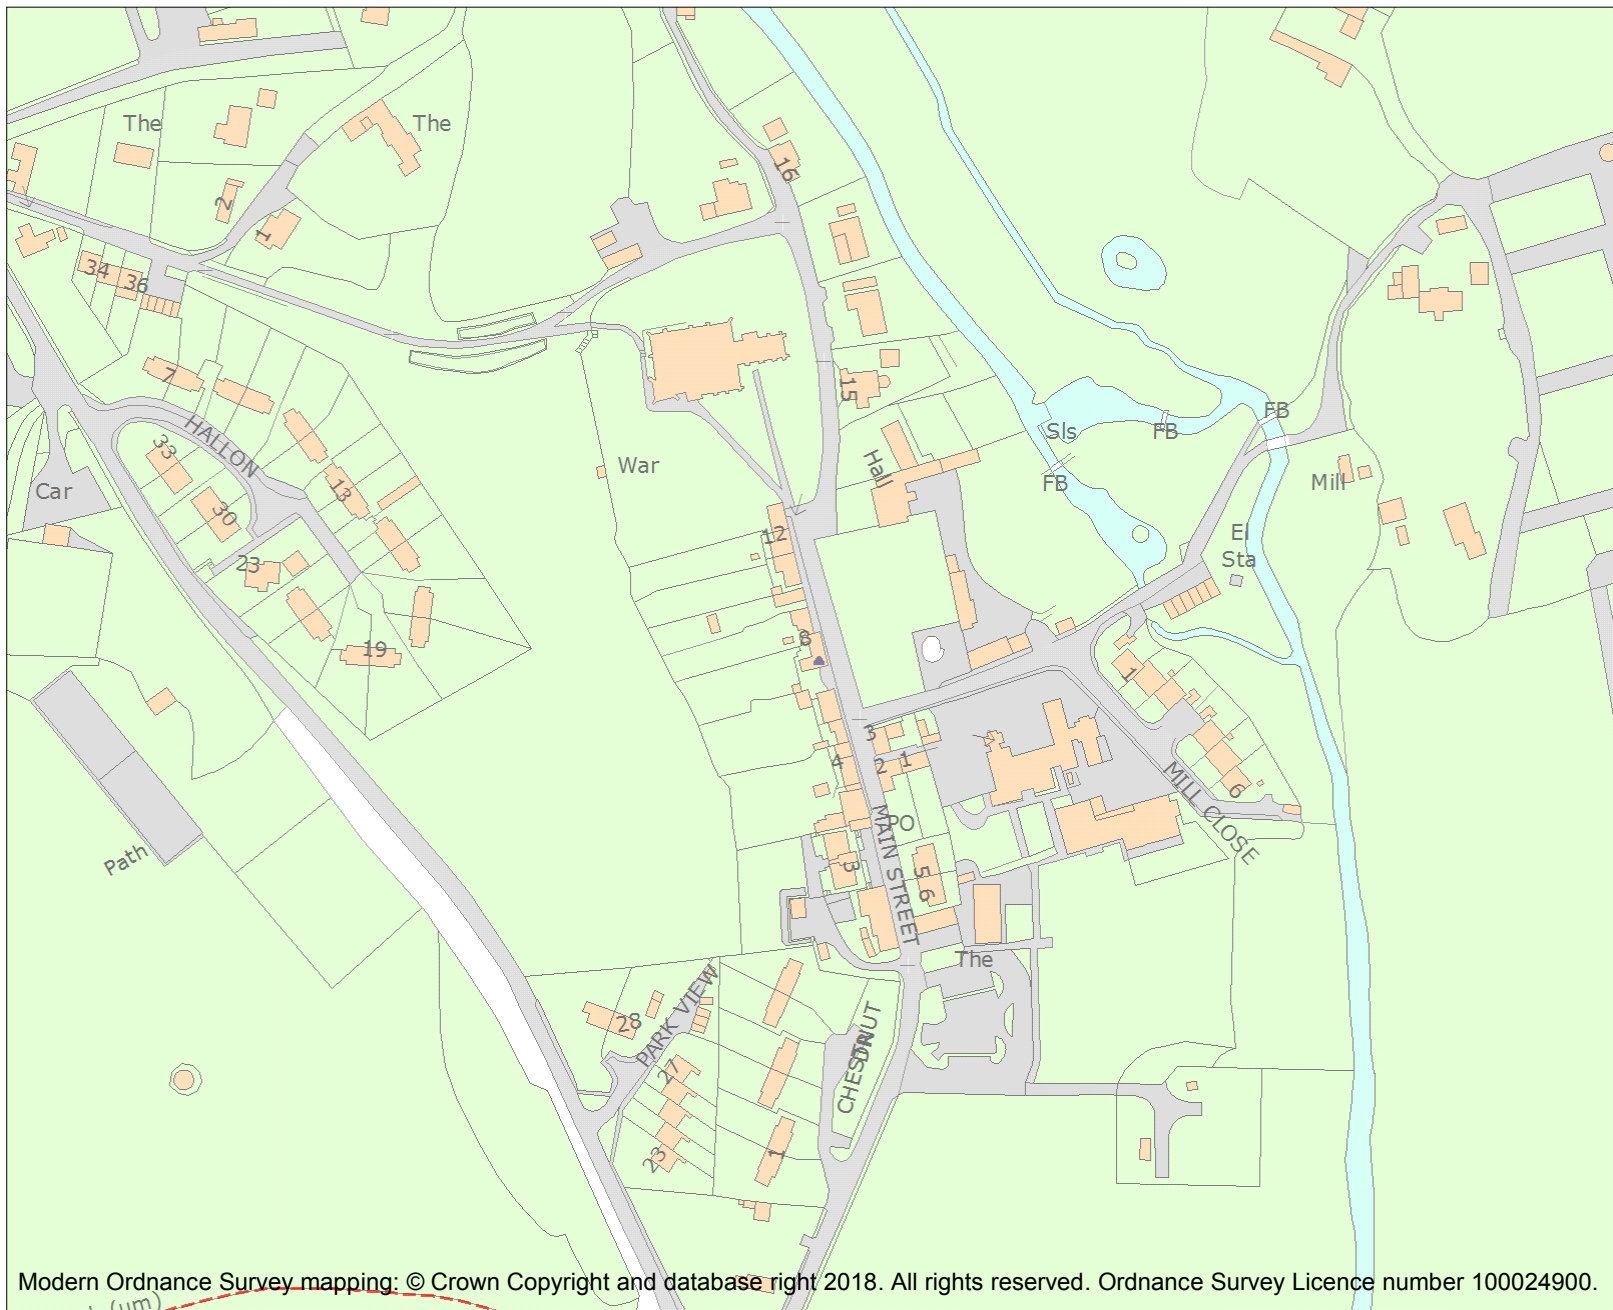 The
The
16
2
1
34
36
7
15
HALLON
33
13
30
War
Car
Hall
Sls
FB
FB
FB
Mill
El
Sta
12
23
19
8
1
3
4
2
1
6
MILL CLOSE
PO
MAIN STREET
3
5
6
Path
The
28
PARK VIEW
27
23
CHESTNUT
DR
1
(um)
Modern Ordnance Survey mapping: © Crown Copyright and database right 2018. All rights reserved. Ordnance Survey Licence number 100024900.